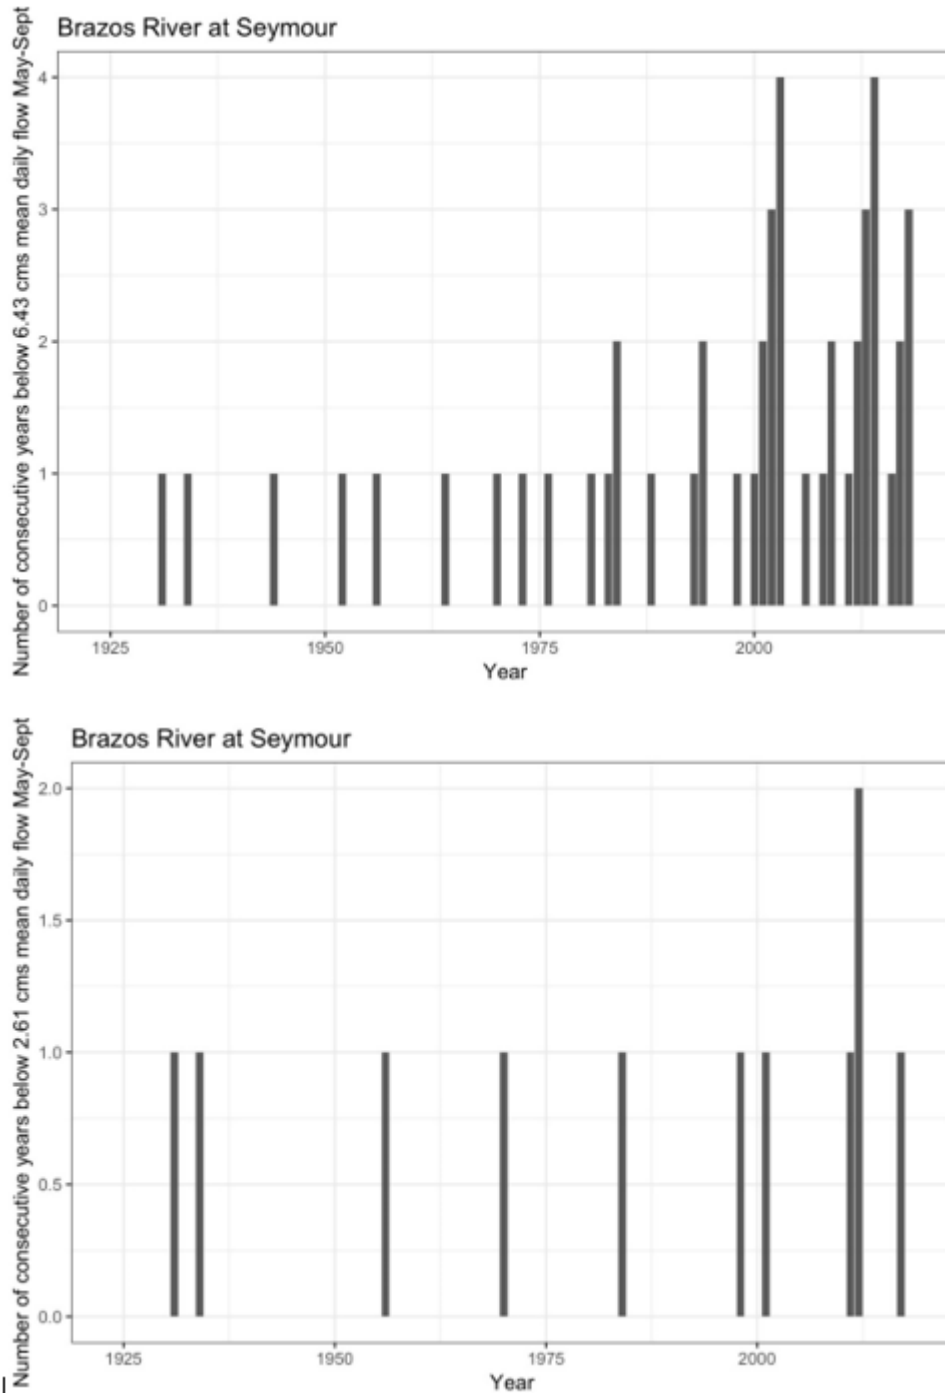 Brazos River at Seymour
Number of consecutive years below 6.43 cms mean daily flow May-Sept
4
3
2
1
0
1925 1950 1975 2000
Year
Brazos River at Seymour
Number of consecutive years below 2.61 cms mean daily flow May-Sept
2.0
1.5
1.0
0.5
0.0
1925 1950 1975 2000
Year